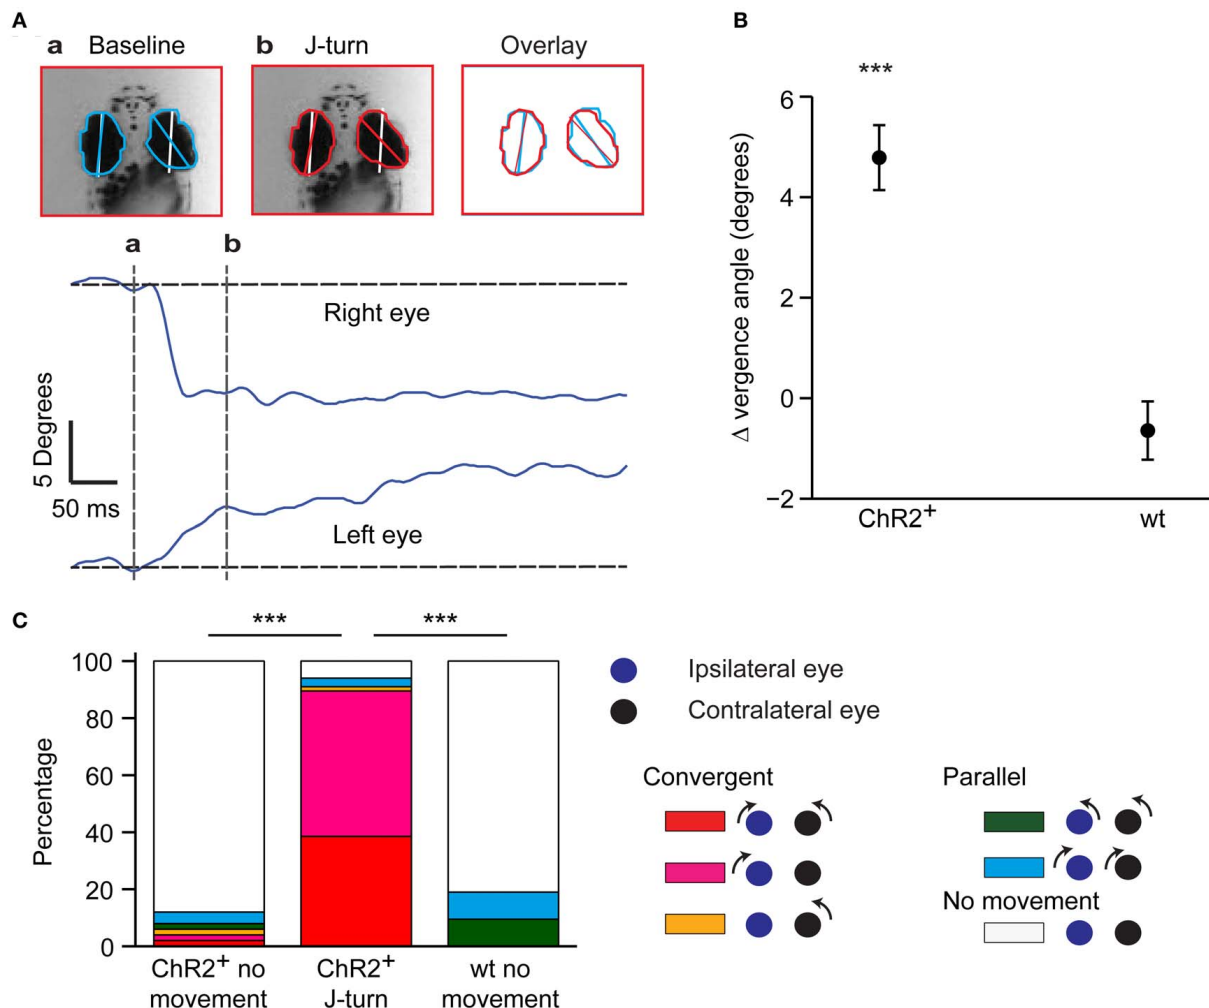 A
a Baseline
b J-turn
Overlay
a
b
Right eye
5 Degrees
50 ms
Left eye
B
***
Δ vergence angle (degrees)
6
4
2
0
−2
ChR2+
wt
C
***
***
Percentage
100
80
60
40
20
0
ChR2+ no
movement
ChR2+
J-turn
wt no
movement
Ipsilateral eye
Contralateral eye
Convergent
Parallel
No movement